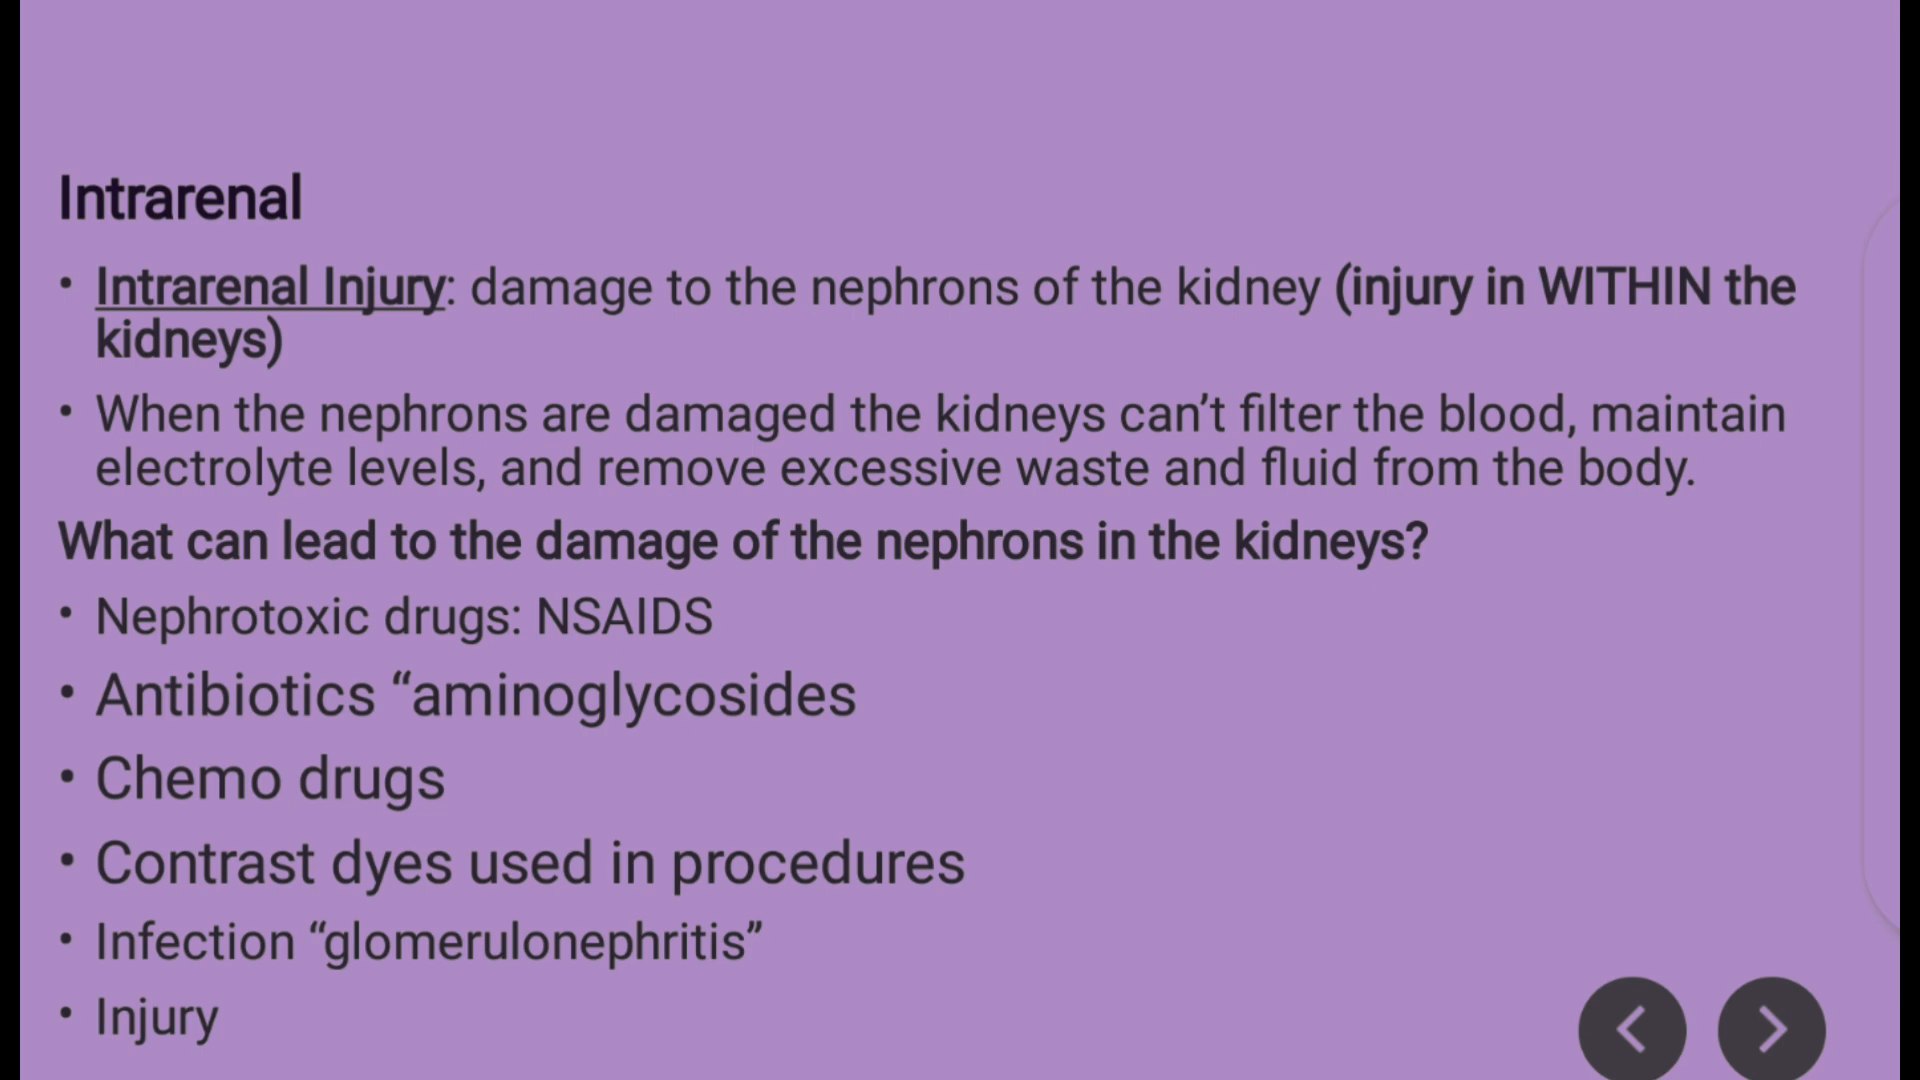 Intrarenal
• Intrarenal Injury: damage to the nephrons of the kidney (injury in WITHIN the
kidneys)
• When the nephrons are damaged the kidneys can’t filter the blood, maintain
electrolyte levels, and remove excessive waste and fluid from the body.
What can lead to the damage of the nephrons in the kidneys?
• Nephrotoxic drugs: NSAIDS
• Antibiotics “aminoglycosides
• Chemo drugs
• Contrast dyes used in procedures
• Infection “glomerulonephritis”
• Injury